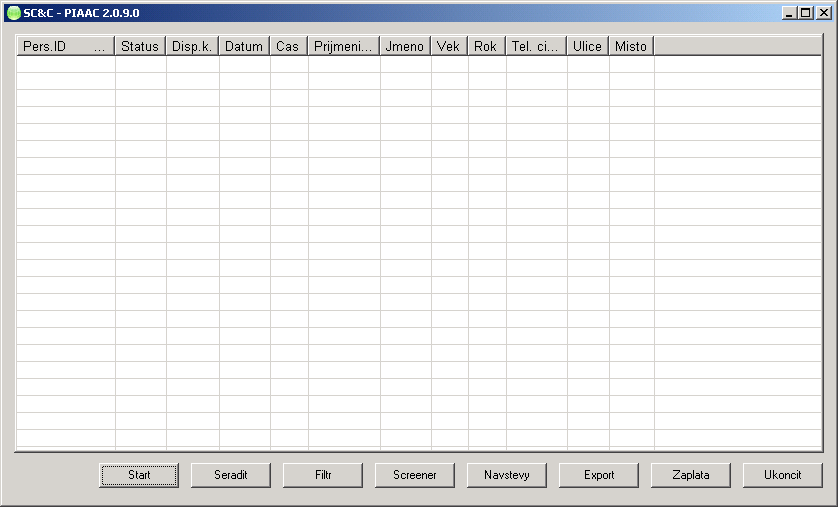 SC&C - PIAAC 2.0.9.0
Pers.ID ... Status Disp.k. Datum Cas Prijmeni... Jmeno Vek Rok Tel. ci... Ulice Misto
Start Seradit Filtr Screener Navstevy Export Zaplata Ukoncit